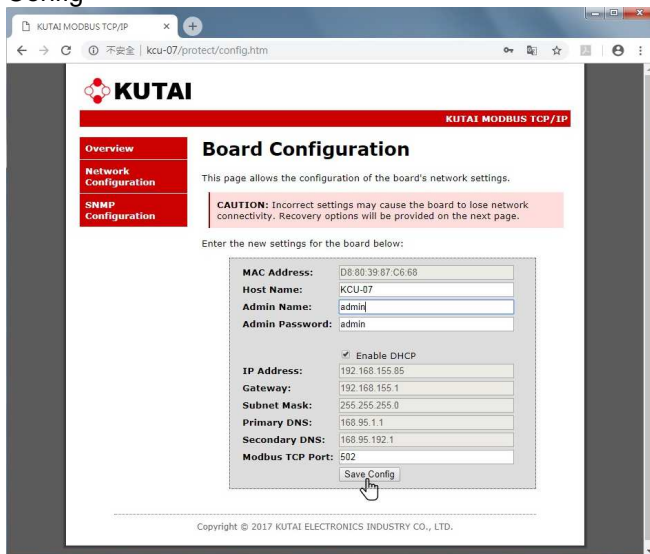 Config
KUTAI MODBUS TCP/IP
不安全 | kcu-07/protect/config.htm
KUTAI
KUTAI MODBUS TCP/IP
Overview
Network
Configuration
SNMP
Configuration
Board Configuration
This page allows the configuration of the board's network settings.
CAUTION: Incorrect settings may cause the board to lose network
connectivity. Recovery options will be provided on the next page.
Enter the new settings for the board below:
MAC Address: D8:80:39:87:C6:68
Host Name: KCU-07
Admin Name: admin
Admin Password: admin
Enable DHCP
IP Address: 192.168.155.85
Gateway: 192.168.155.1
Subnet Mask: 255.255.255.0
Primary DNS: 168.95.1.1
Secondary DNS: 168.95.192.1
Modbus TCP Port: 502
Save Config
Copyright © 2017 KUTAI ELECTRONICS INDUSTRY CO., LTD.